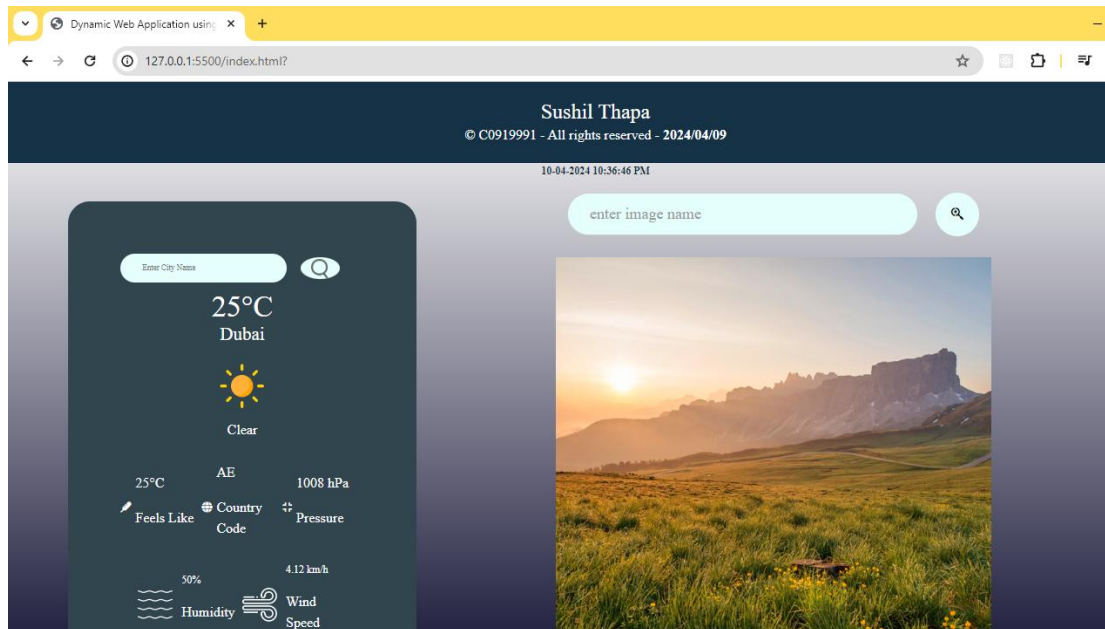 Dynamic Web Application using
127.0.0.1:5500/index.html?
Sushil Thapa
© C0919991 - All rights reserved - 2024/04/09
10-04-2024 10:36:46 PM
enter image name
Enter City Name
25°C
Dubai
Clear
25°C
Feels Like
AE
Country
Code
1008 hPa
Pressure
50%
Humidity
4.12 km/h
Wind
Speed